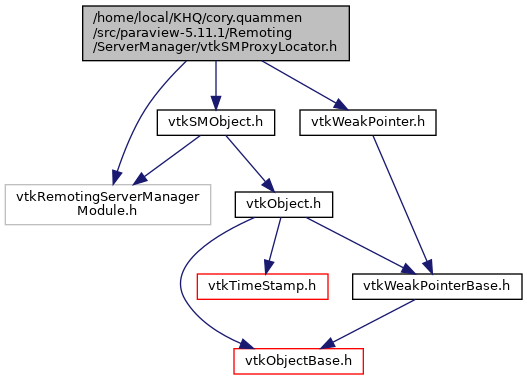 /home/local/KHQ/cory.quammen
/src/paraview-5.11.1/Remoting
/ServerManager/vtkSMProxyLocator.h
vtkSMObject.h
vtkWeakPointer.h
vtkRemotingServerManager
Module.h
vtkObject.h
vtkTimeStamp.h
vtkWeakPointerBase.h
vtkObjectBase.h